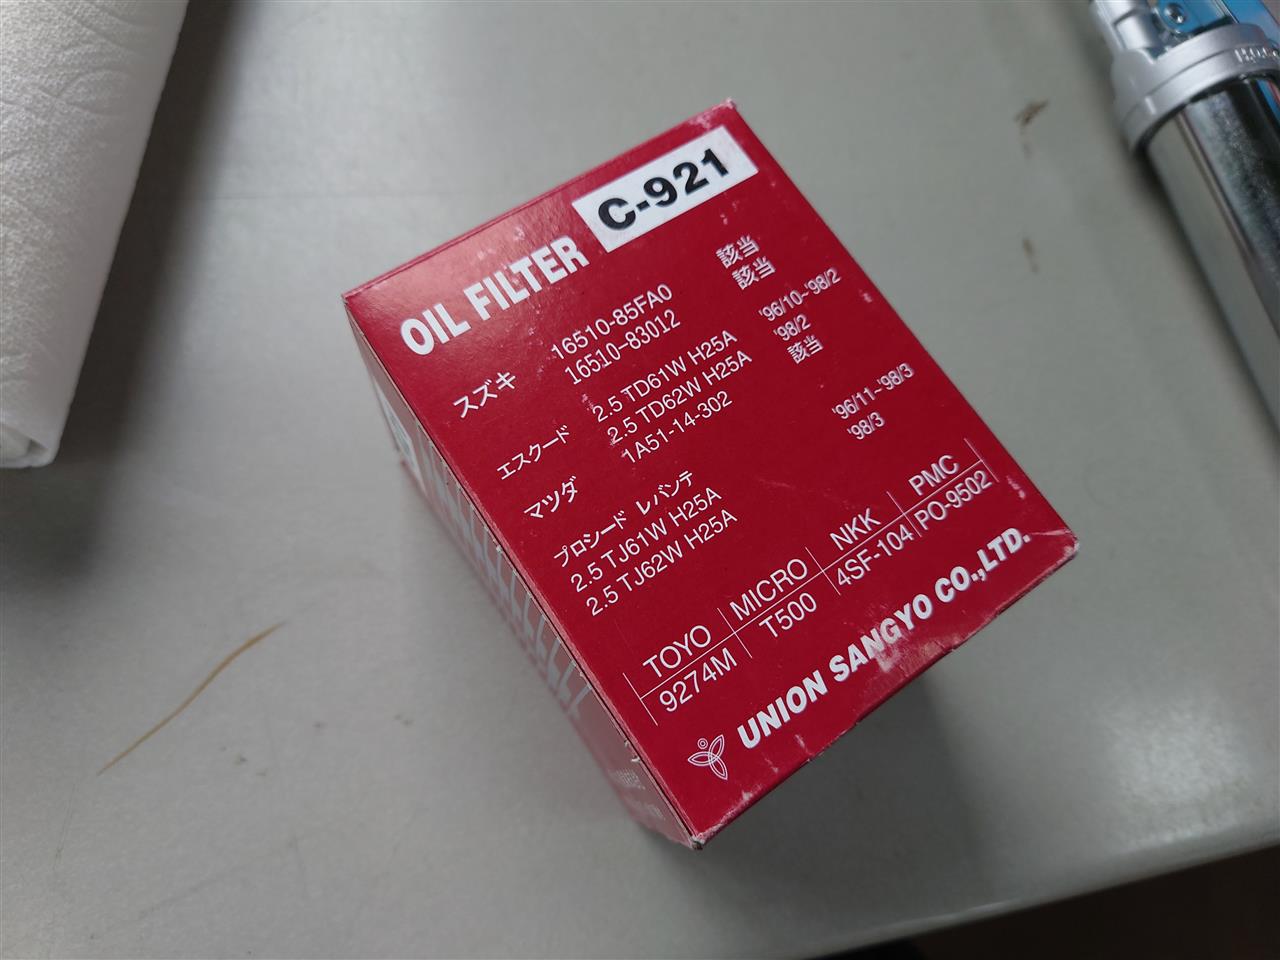 OIL FILTER C-921
スズキ 16510-85FA0 該当
16510-83012 該当
エスクード 2.5 TD61W H25A '96/10~'98/2
2.5 TD62W H25A '98/2
マツダ 1A51-14-302 該当
プロシード レバンテ
2.5 TJ61W H25A '96/11~'98/3
2.5 TJ62W H25A '98/3
TOYO MICRO NKK PMC
9274M T500 4SF-104 PO-9502
UNION SANGYO CO.,LTD.